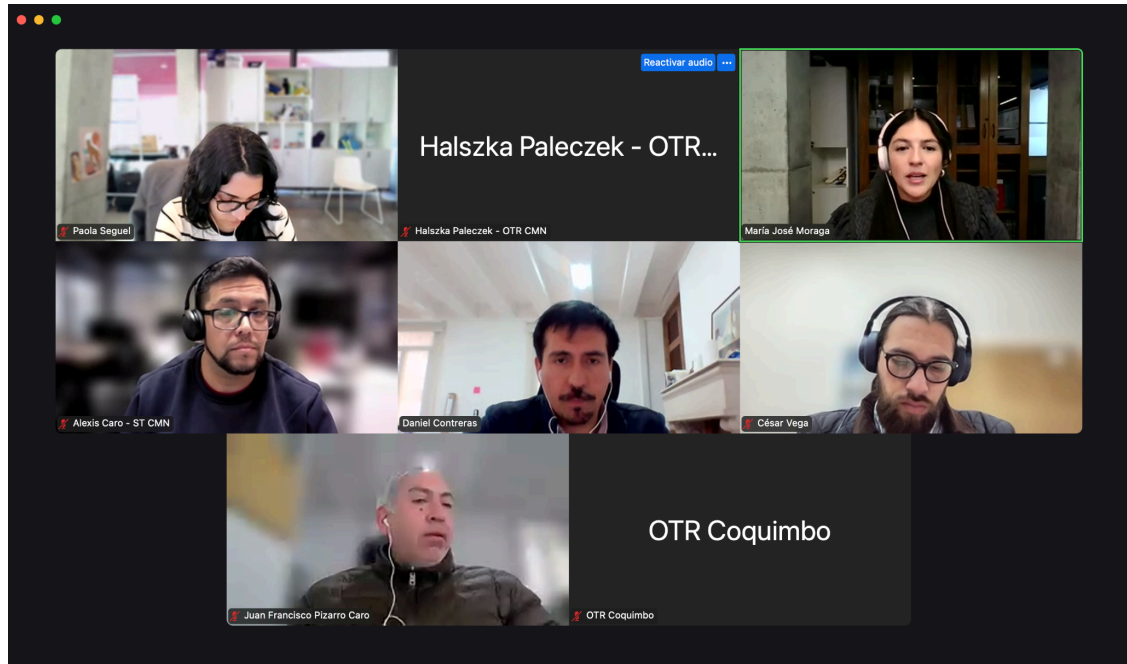 Reactivar audio
...
Halszka Paleczek - OTR...
Paola Seguel
Halszka Paleczek - OTR CMN
María José Moraga
Alexis Caro - ST CMN
Daniel Contreras
César Vega
OTR Coquimbo
Juan Francisco Pizarro Caro
OTR Coquimbo